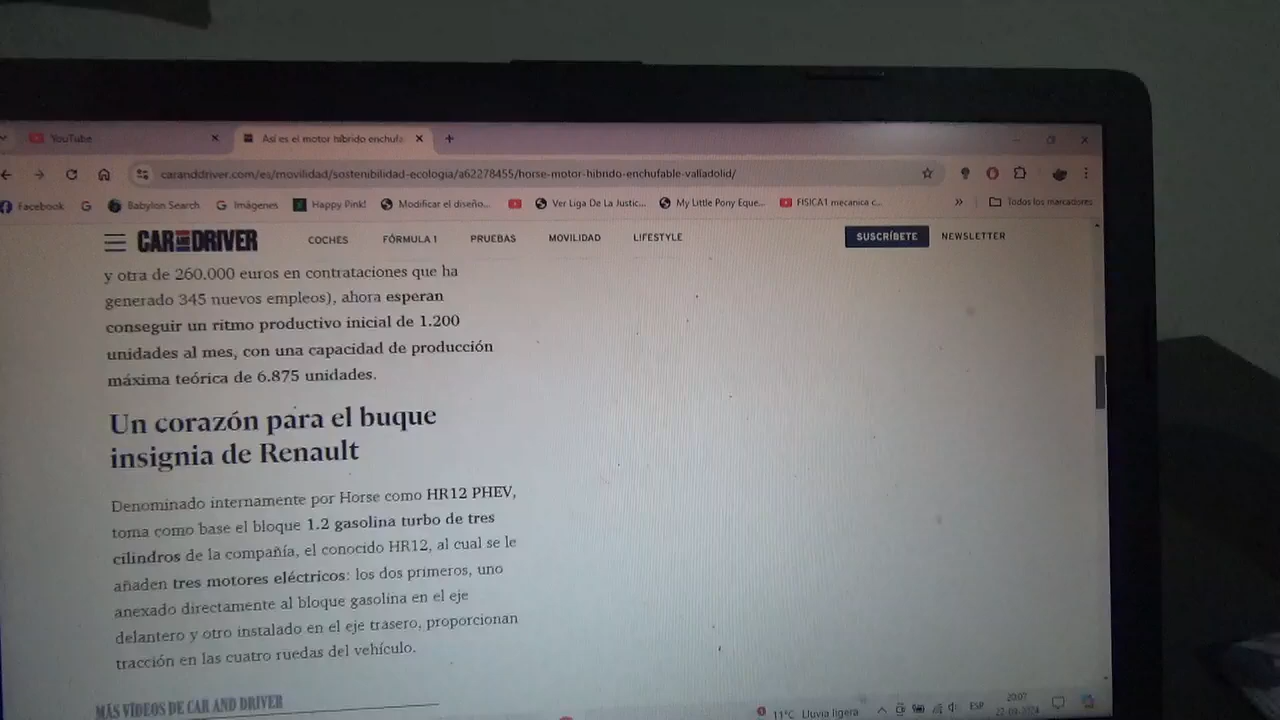 YouTube
Así es el motor híbrido enchufa
caranddriver.com/es/movilidad/sostenibilidad-ecologia/a62278455/horse-motor-hibrido-enchufable-valladolid/
Facebook
Babylon Search
Imágenes
Happy Pink!
Modificar el diseño...
Ver Liga De La Justic...
My Little Pony Eque...
FISICA1 mecanica c...
»
Todos los marcadores
CAR AND DRIVER
COCHES
FÓRMULA 1
PRUEBAS
MOVILIDAD
LIFESTYLE
SUSCRÍBETE
NEWSLETTER
y otra de 260.000 euros en contrataciones que ha
generado 345 nuevos empleos), ahora esperan
conseguir un ritmo productivo inicial de 1.200
unidades al mes, con una capacidad de producción
máxima teórica de 6.875 unidades.
Un corazón para el buque
insignia de Renault
Denominado internamente por Horse como HR12 PHEV,
toma como base el bloque 1.2 gasolina turbo de tres
cilindros de la compañía, el conocido HR12, al cual se le
añaden tres motores eléctricos: los dos primeros, uno
anexado directamente al bloque gasolina en el eje
delantero y otro instalado en el eje trasero, proporcionan
tracción en las cuatro ruedas del vehículo.
MÁS VÍDEOS DE CAR AND DRIVER
11°C Lluvia ligera
ESP
20:07